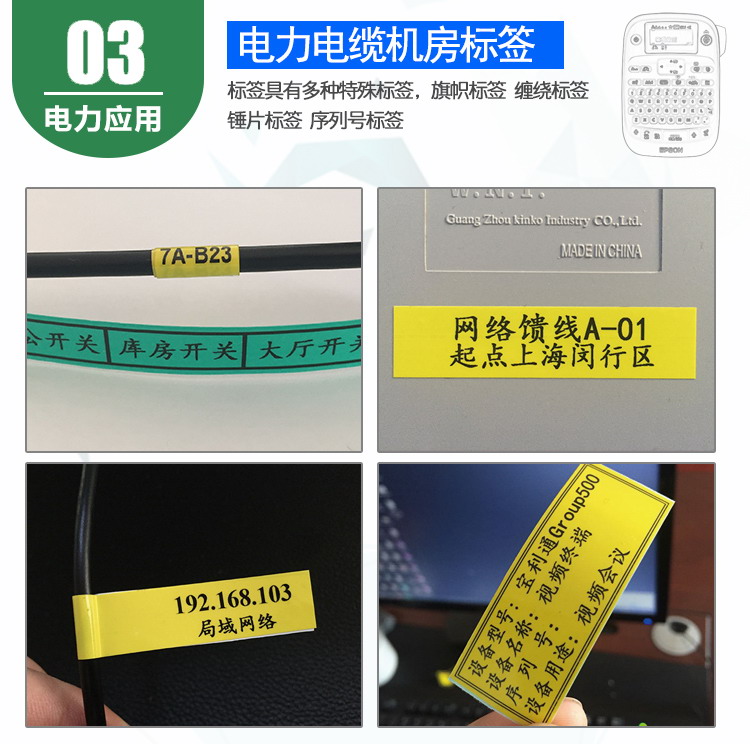 03
电力应用
电力电缆机房标签
标签具有多种特殊标签，旗帜标签 缠绕标签
锤片标签 序列号标签
EPSON
7A-B23
公开关 库房开关 大厅开关
W.N.T.
Guang Zhou kinko Industry CO.,Ltd.
MADE IN CHINA
网络馈线A-01
起点上海闵行区
192.168.103
局域网络
设备型号：宝利通Group500
设备名称：视频终端
序 列 号：
设备用途：视频会议